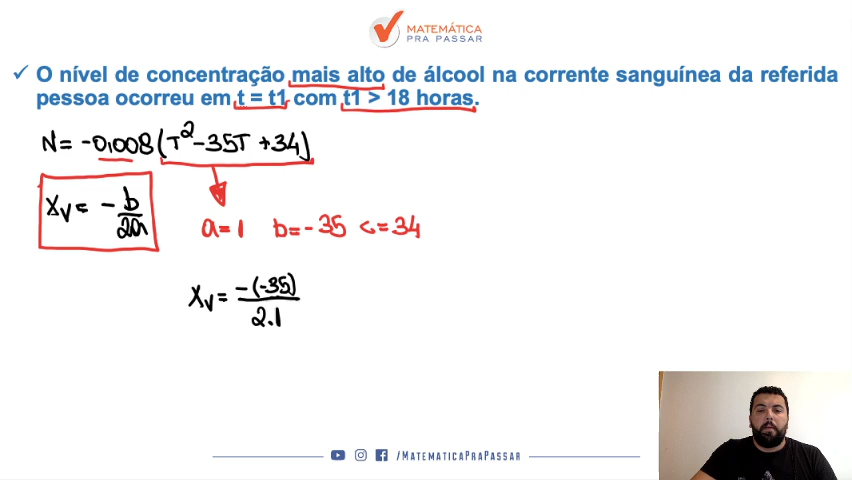 MATEMÁTICA
PRA PASSAR
✓ O nível de concentração mais alto de álcool na corrente sanguínea da referida
pessoa ocorreu em t = t1 com t1 > 18 horas.
N = -0,008 (T² - 35T + 34)
Xv = - b/2a
a = 1 b = -35 c = 34
Xv = -(-35)/2.1
/MATEMATICAPRAPASSAR